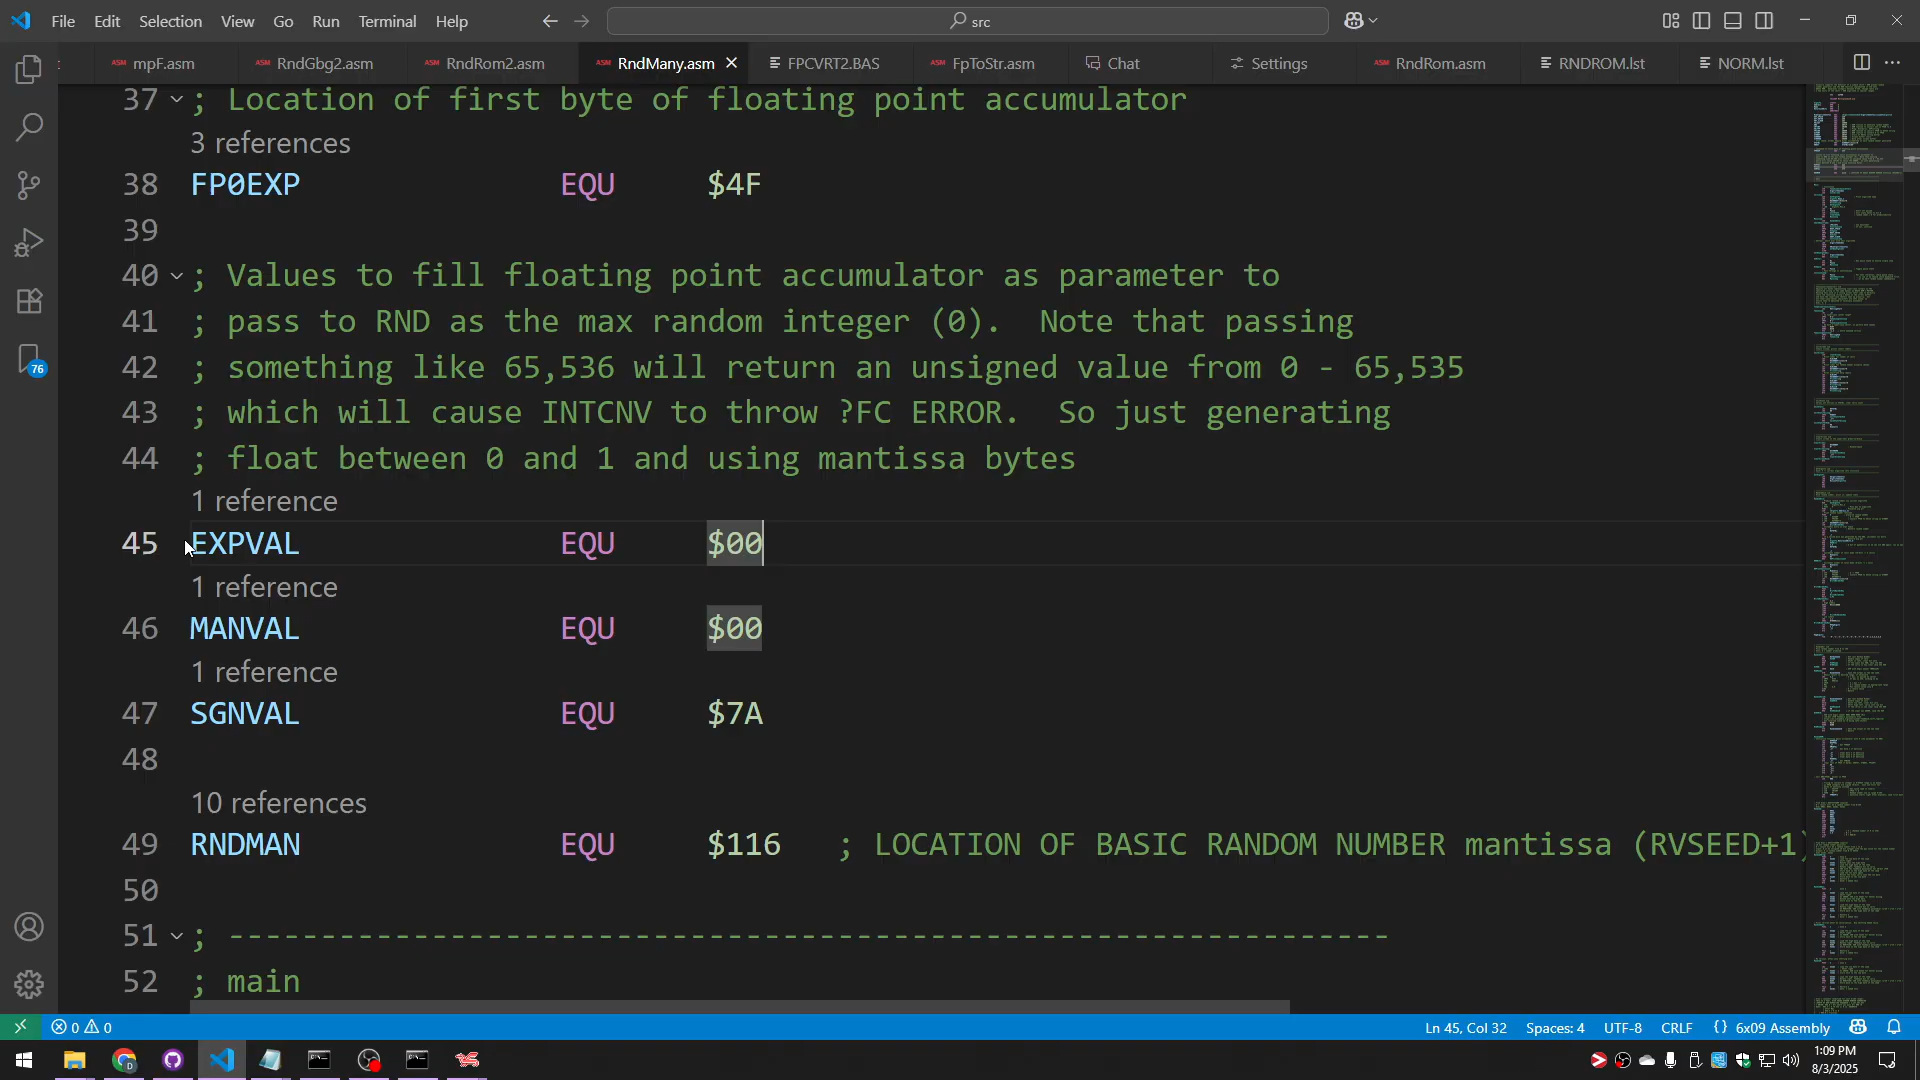 File Edit Selection View Go Run Terminal Help
src
mpF.asm RndGbg2.asm RndRom2.asm RndMany.asm FPCVRT2.BAS FpToStr.asm Chat Settings RndRom.asm RNDROM.lst NORM.lst
37 ; Location of first byte of floating point accumulator
3 references
38 FP0EXP EQU $4F
39
40 ; Values to fill floating point accumulator as parameter to
41 ; pass to RND as the max random integer (0).  Note that passing
42 ; something like 65,536 will return an unsigned value from 0 - 65,535
43 ; which will cause INTCNV to throw ?FC ERROR.  So just generating
44 ; float between 0 and 1 and using mantissa bytes
1 reference
45 EXPVAL EQU $00
1 reference
46 MANVAL EQU $00
1 reference
47 SGNVAL EQU $7A
48
10 references
49 RNDMAN EQU $116 ; LOCATION OF BASIC RANDOM NUMBER mantissa (RVSEED+1)
50
51 ; ---------------------------------------------------------------
52 ; main
76
0 0 Ln 45, Col 32 Spaces: 4 UTF-8 CRLF {} 6x09 Assembly
1:09 PM
8/3/2025